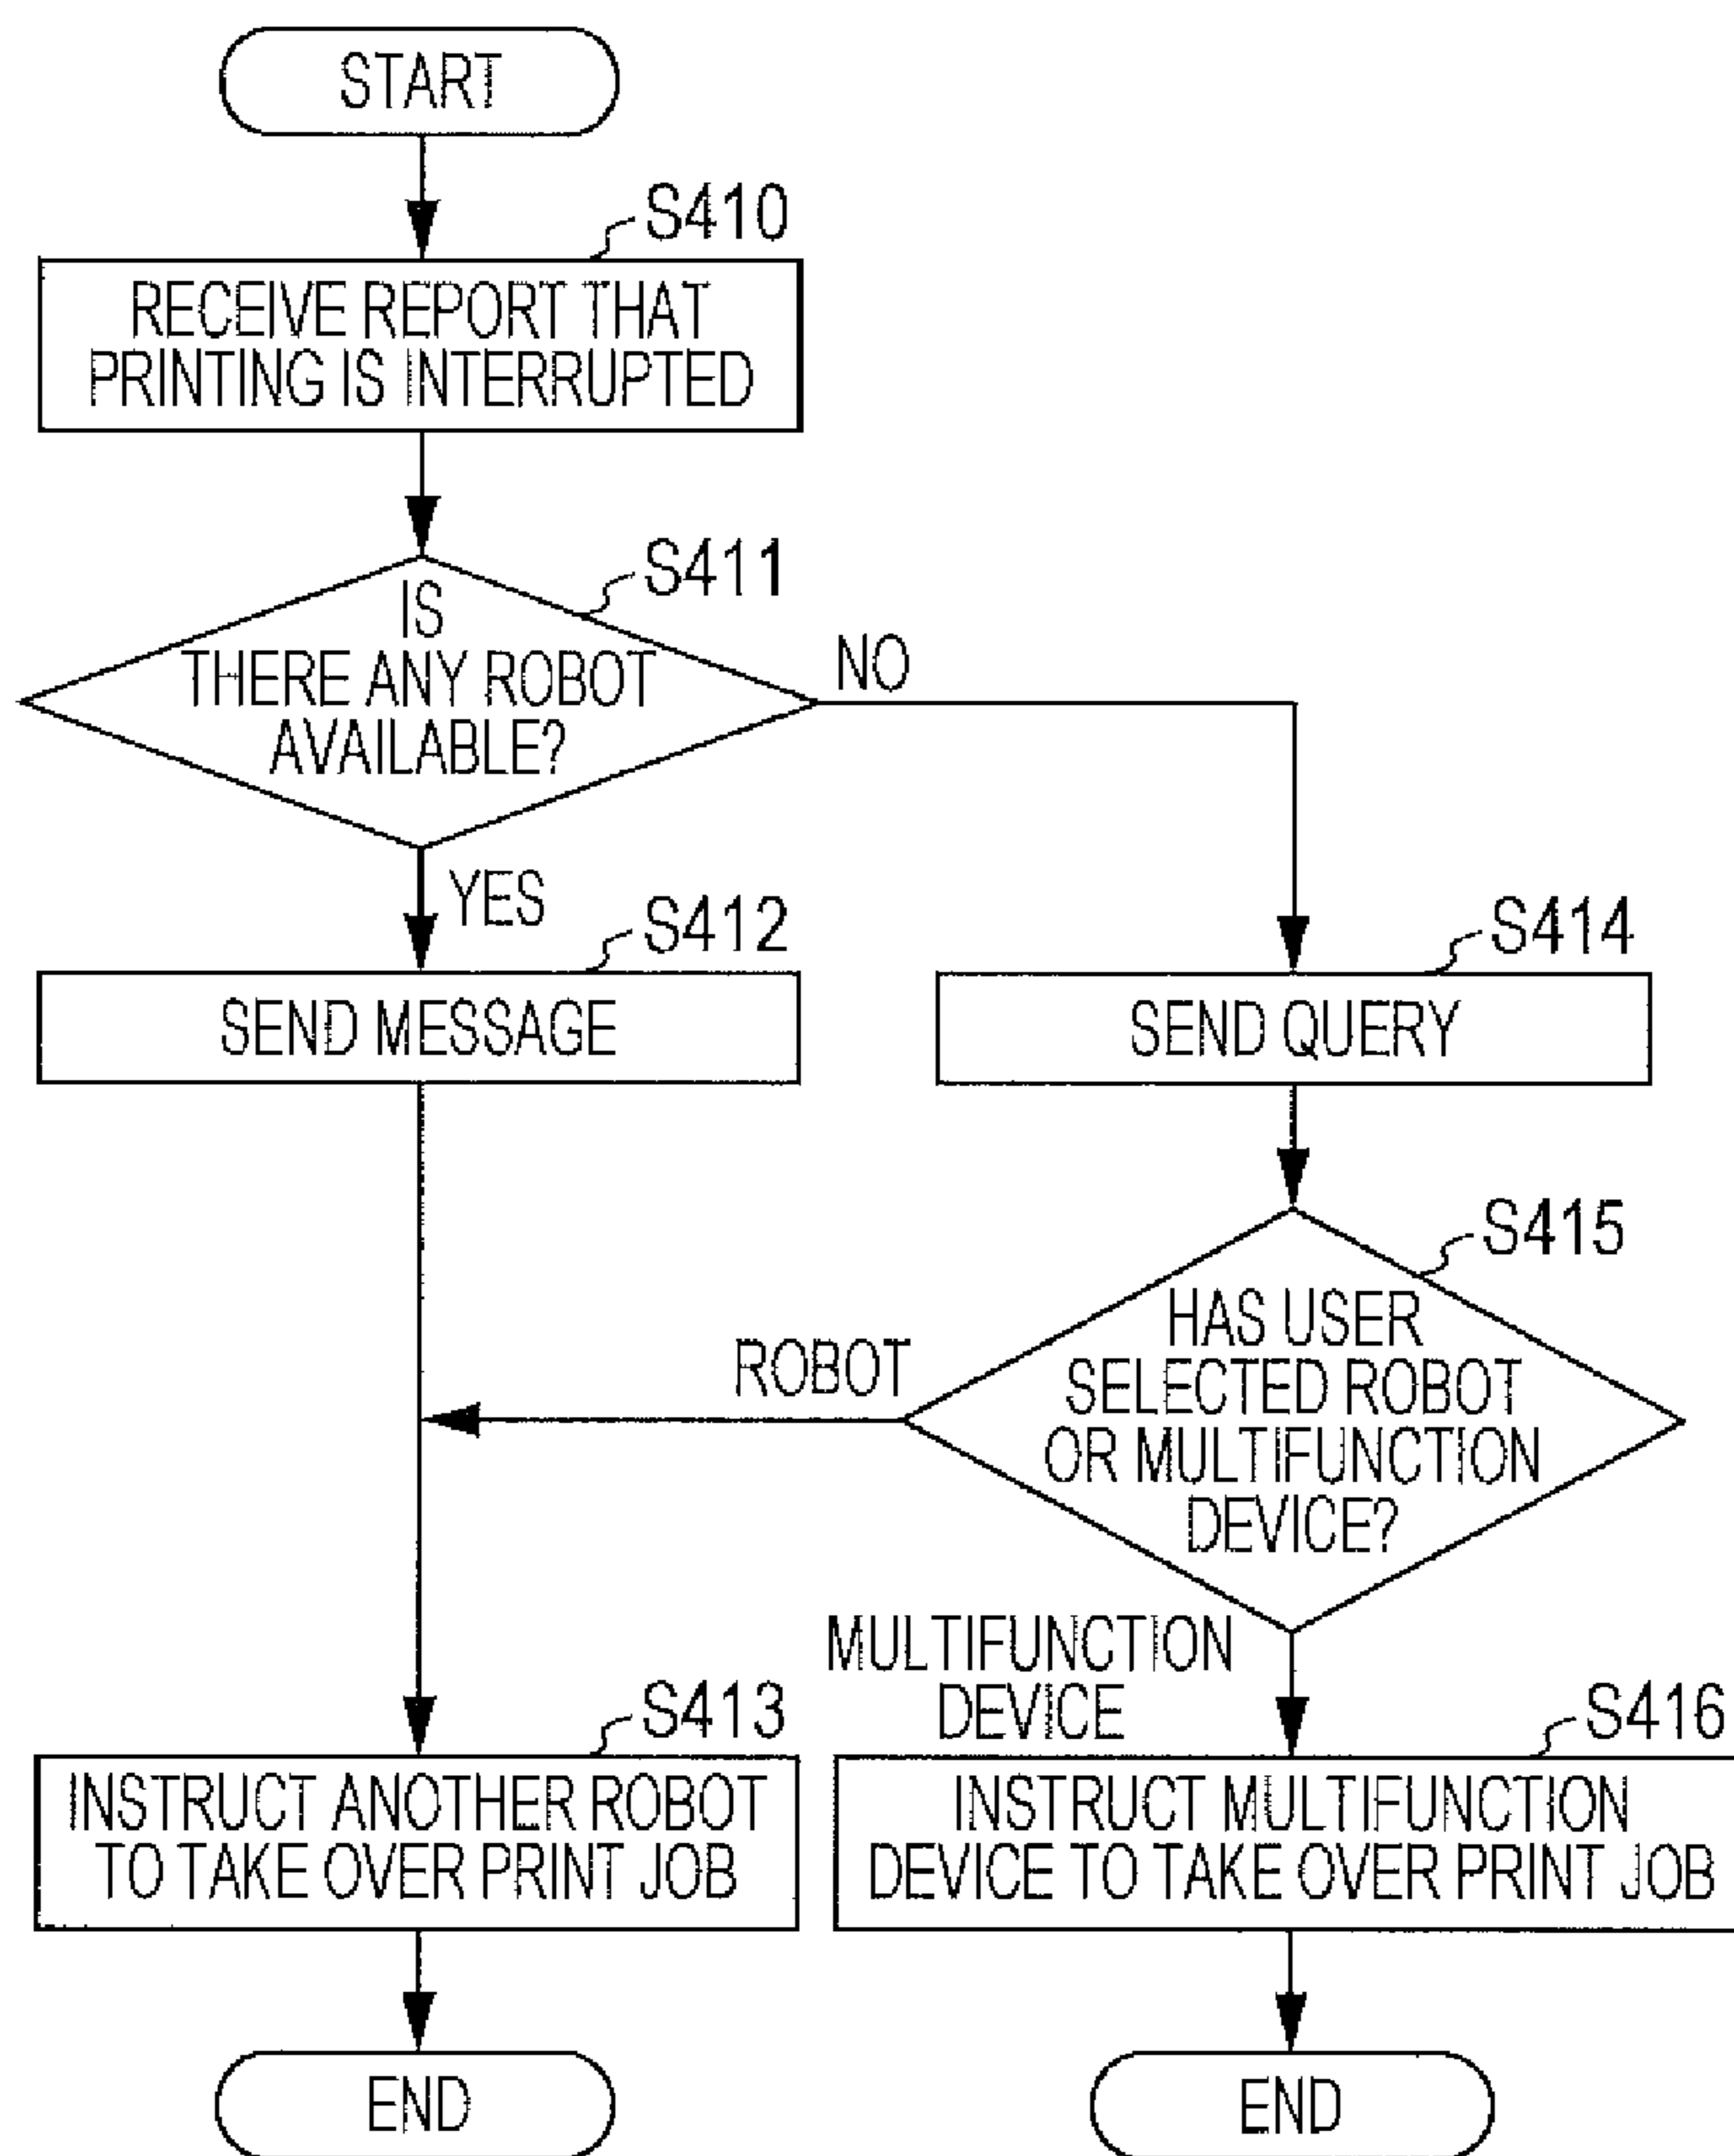 START
S410
RECEIVE REPORT THAT
PRINTING IS INTERRUPTED
S411
IS
THERE ANY ROBOT
AVAILABLE?
NO
YES
S412
SEND MESSAGE
S414
SEND QUERY
S415
HAS USER
SELECTED ROBOT
OR MULTIFUNCTION
DEVICE?
ROBOT
MULTIFUNCTION
DEVICE
S413
INSTRUCT ANOTHER ROBOT
TO TAKE OVER PRINT JOB
S416
INSTRUCT MULTIFUNCTION
DEVICE TO TAKE OVER PRINT JOB
END
END